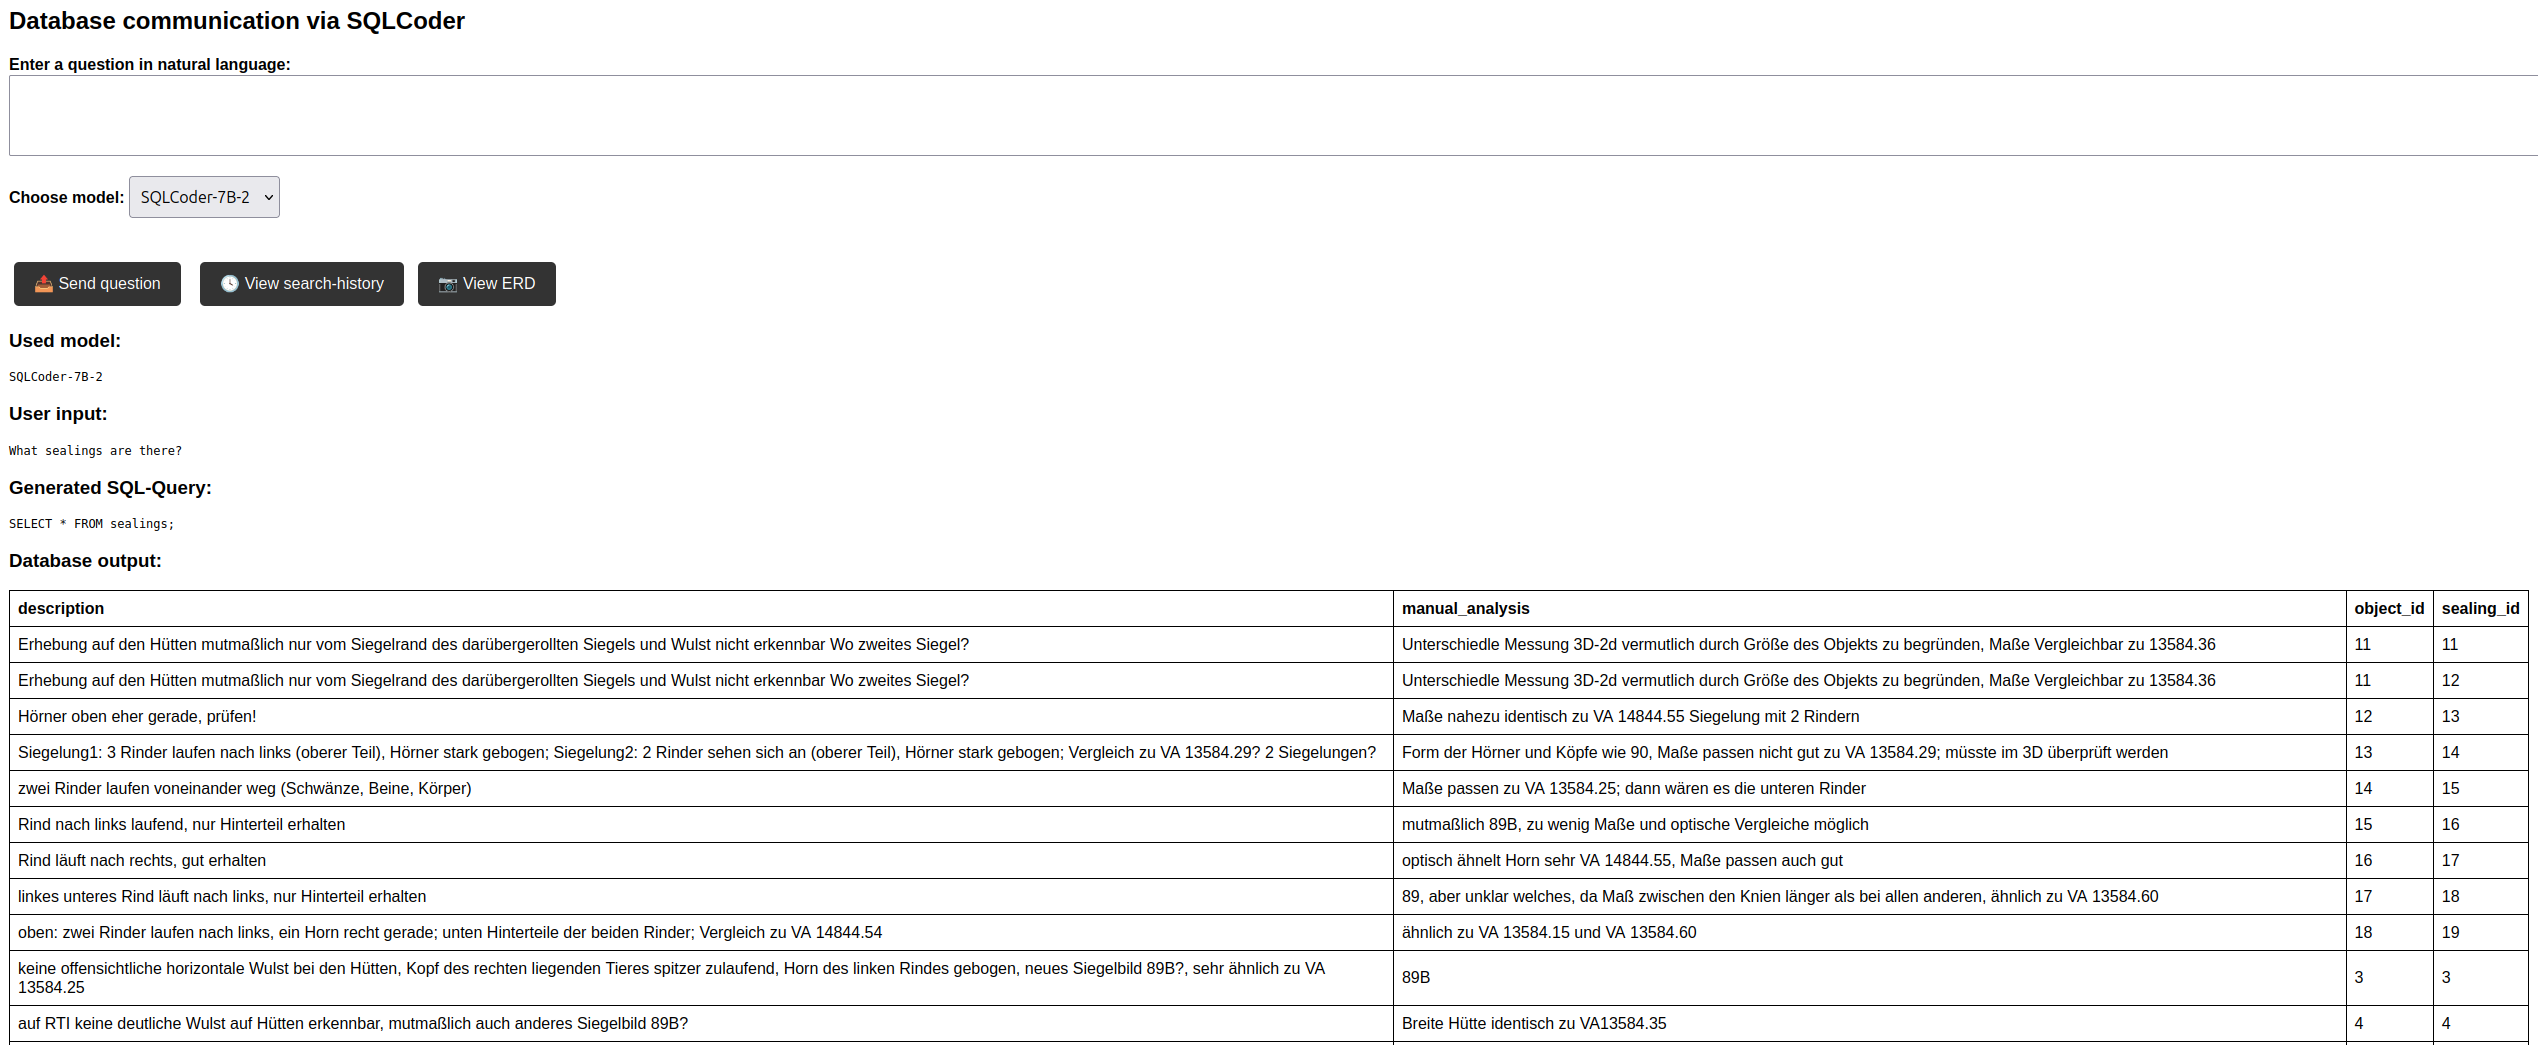 Database communication via SQLCoder
Enter a question in natural language:
Choose model: SQLCoder-7B-2
Send question View search-history View ERD
Used model:
SQLCoder-7B-2
User input:
What sealings are there?
Generated SQL-Query:
SELECT * FROM sealings;
Database output:
description manual_analysis object_id sealing_id
Erhebung auf den Hütten mutmaßlich nur vom Siegelrand des darübergerollten Siegels und Wulst nicht erkennbar Wo zweites Siegel? Unterschiedle Messung 3D-2d vermutlich durch Größe des Objekts zu begründen, Maße Vergleichbar zu 13584.36 11 11
Erhebung auf den Hütten mutmaßlich nur vom Siegelrand des darübergerollten Siegels und Wulst nicht erkennbar Wo zweites Siegel? Unterschiedle Messung 3D-2d vermutlich durch Größe des Objekts zu begründen, Maße Vergleichbar zu 13584.36 11 12
Hörner oben eher gerade, prüfen! Maße nahezu identisch zu VA 14844.55 Siegelung mit 2 Rindern 12 13
Siegelung1: 3 Rinder laufen nach links (oberer Teil), Hörner stark gebogen; Siegelung2: 2 Rinder sehen sich an (oberer Teil), Hörner stark gebogen; Vergleich zu VA 13584.29? 2 Siegelungen? Form der Hörner und Köpfe wie 90, Maße passen nicht gut zu VA 13584.29; müsste im 3D überprüft werden 13 14
zwei Rinder laufen voneinander weg (Schwänze, Beine, Körper) Maße passen zu VA 13584.25; dann wären es die unteren Rinder 14 15
Rind nach links laufend, nur Hinterteil erhalten mutmaßlich 89B, zu wenig Maße und optische Vergleiche möglich 15 16
Rind läuft nach rechts, gut erhalten optisch ähnelt Horn sehr VA 14844.55, Maße passen auch gut 16 17
linkes unteres Rind läuft nach links, nur Hinterteil erhalten 89, aber unklar welches, da Maß zwischen den Knien länger als bei allen anderen, ähnlich zu VA 13584.60 17 18
oben: zwei Rinder laufen nach links, ein Horn recht gerade; unten Hinterteile der beiden Rinder; Vergleich zu VA 14844.54 ähnlich zu VA 13584.15 und VA 13584.60 18 19
keine offensichtliche horizontale Wulst bei den Hütten, Kopf des rechten liegenden Tieres spitzer zulaufend, Horn des linken Rindes gebogen, neues Siegelbild 89B?, sehr ähnlich zu VA
13584.25 89B 3 3
auf RTI keine deutliche Wulst auf Hütten erkennbar, mutmaßlich auch anderes Siegelbild 89B? Breite Hütte identisch zu VA13584.35 4 4